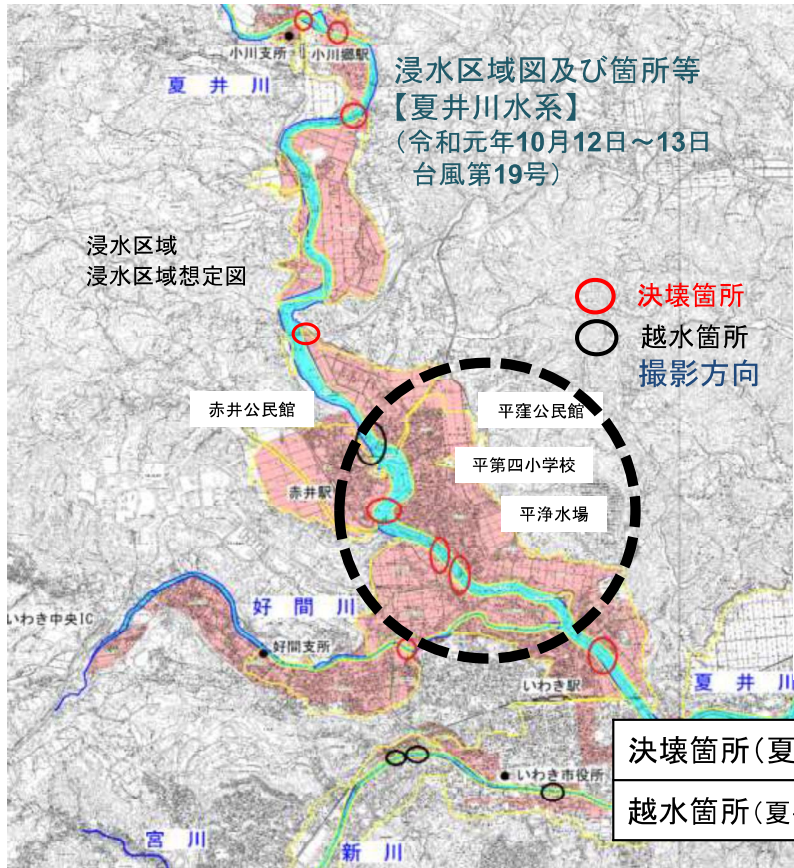 小川支所
小川郷駅
夏井川
浸水区域図及び箇所等
【夏井川水系】
(令和元年10月12日～13日
台風第19号)
浸水区域
浸水区域想定図
決壊箇所
越水箇所
撮影方向
赤井公民館
平窪公民館
平第四小学校
赤井駅
平浄水場
好間川
いわき中央IC
好間支所
いわき駅
夏井川
決壊箇所(夏
いわき市役所
越水箇所(夏
宮川
新川